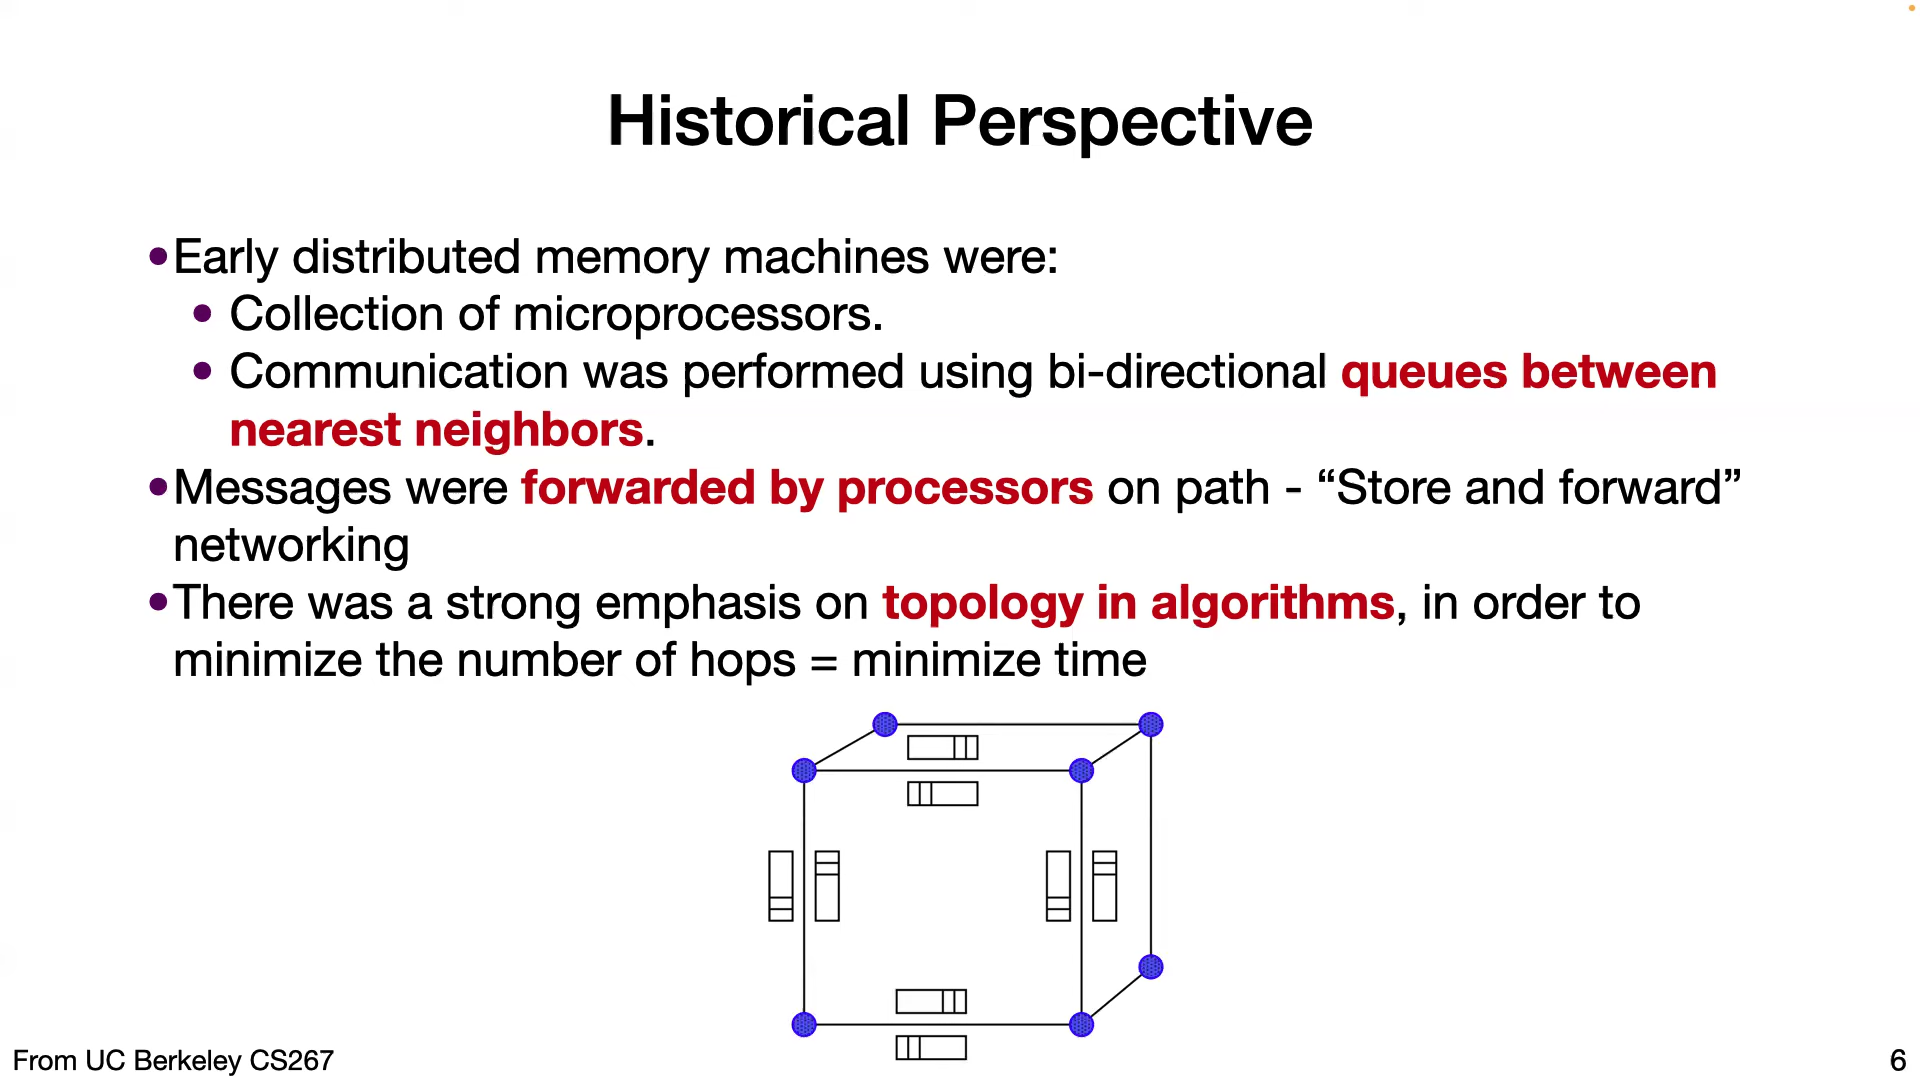 Historical Perspective
•Early distributed memory machines were:
• Collection of microprocessors.
• Communication was performed using bi-directional queues between
nearest neighbors.
•Messages were forwarded by processors on path - “Store and forward”
networking
•There was a strong emphasis on topology in algorithms, in order to
minimize the number of hops = minimize time
From UC Berkeley CS267
6